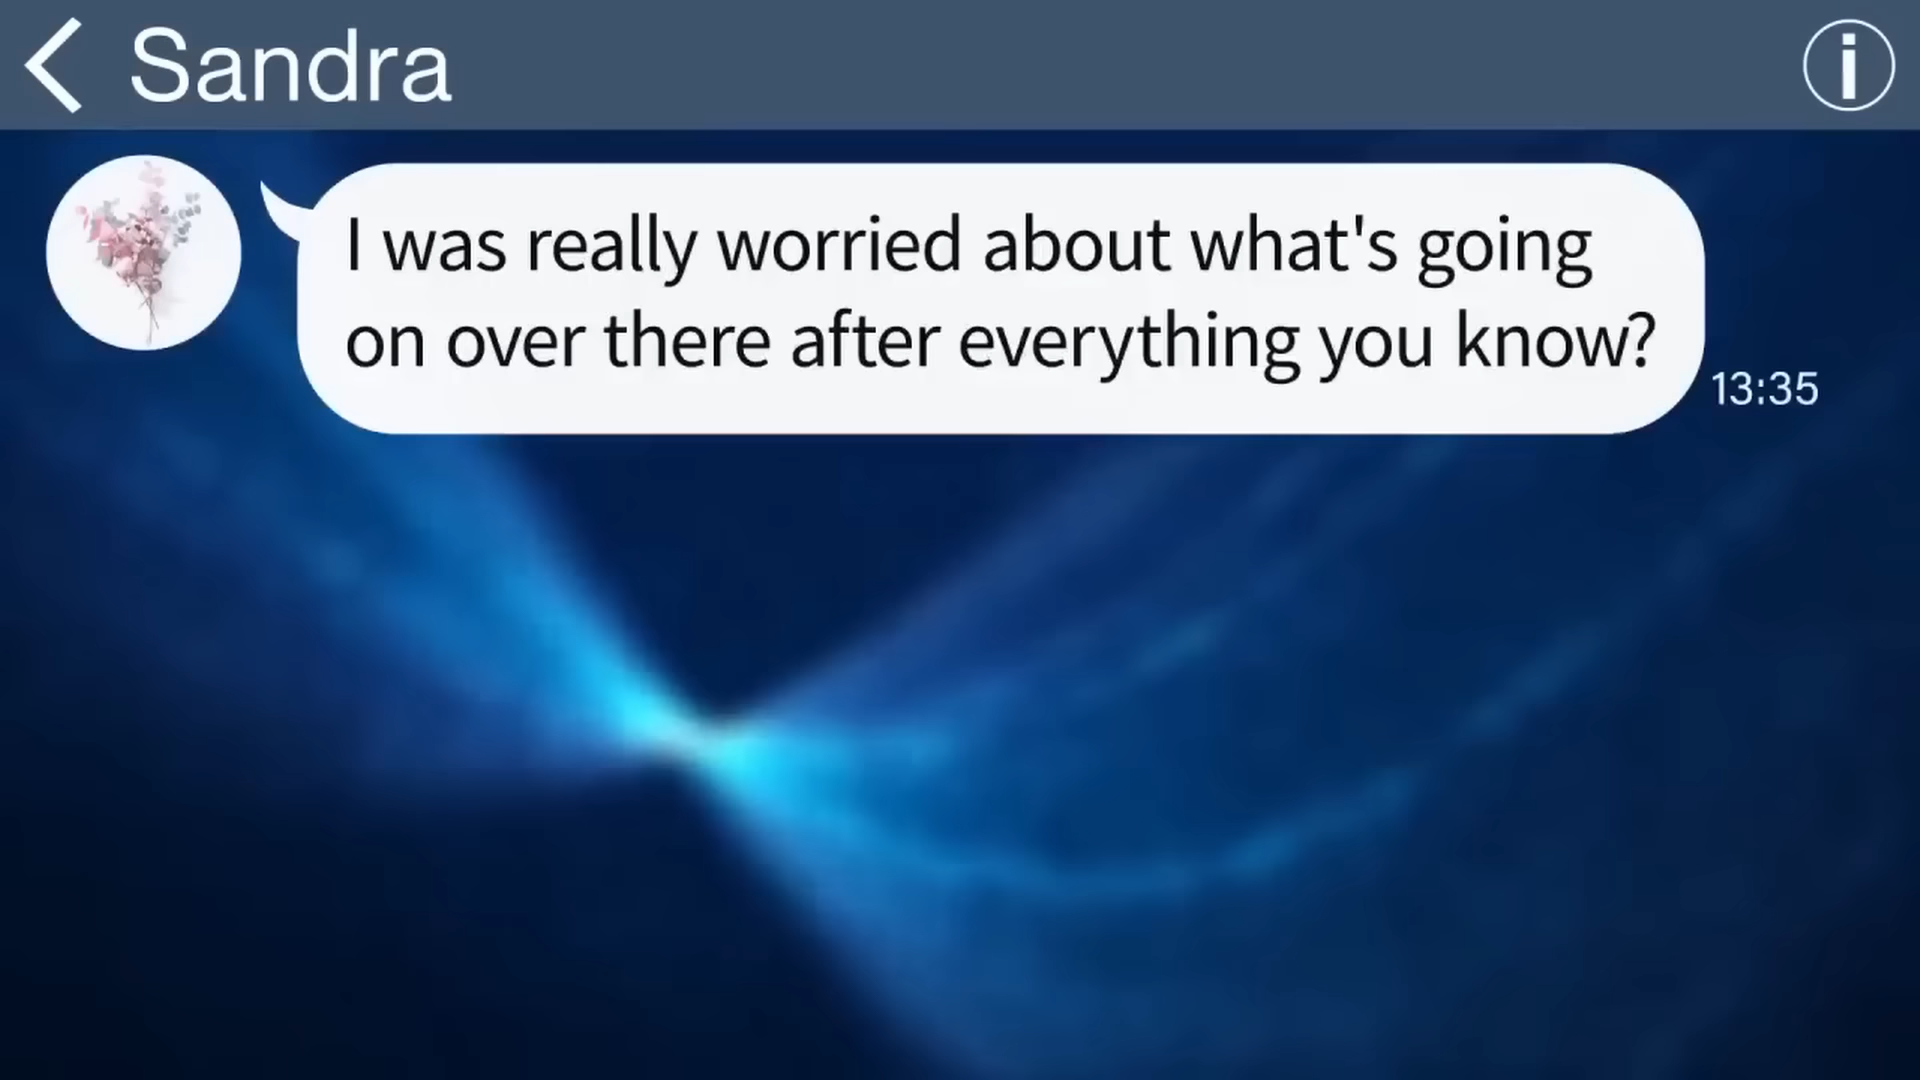 Sandra
I was really worried about what's going
on over there after everything you know?
13:35